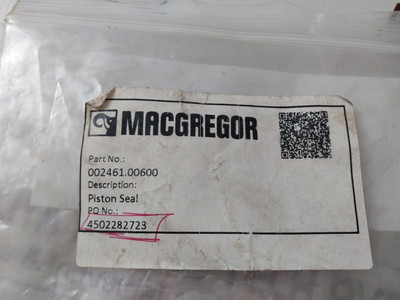 MACGREGOR
Part No.:
002461.00600
Description:
Piston Seal
PO No.:
4502282723